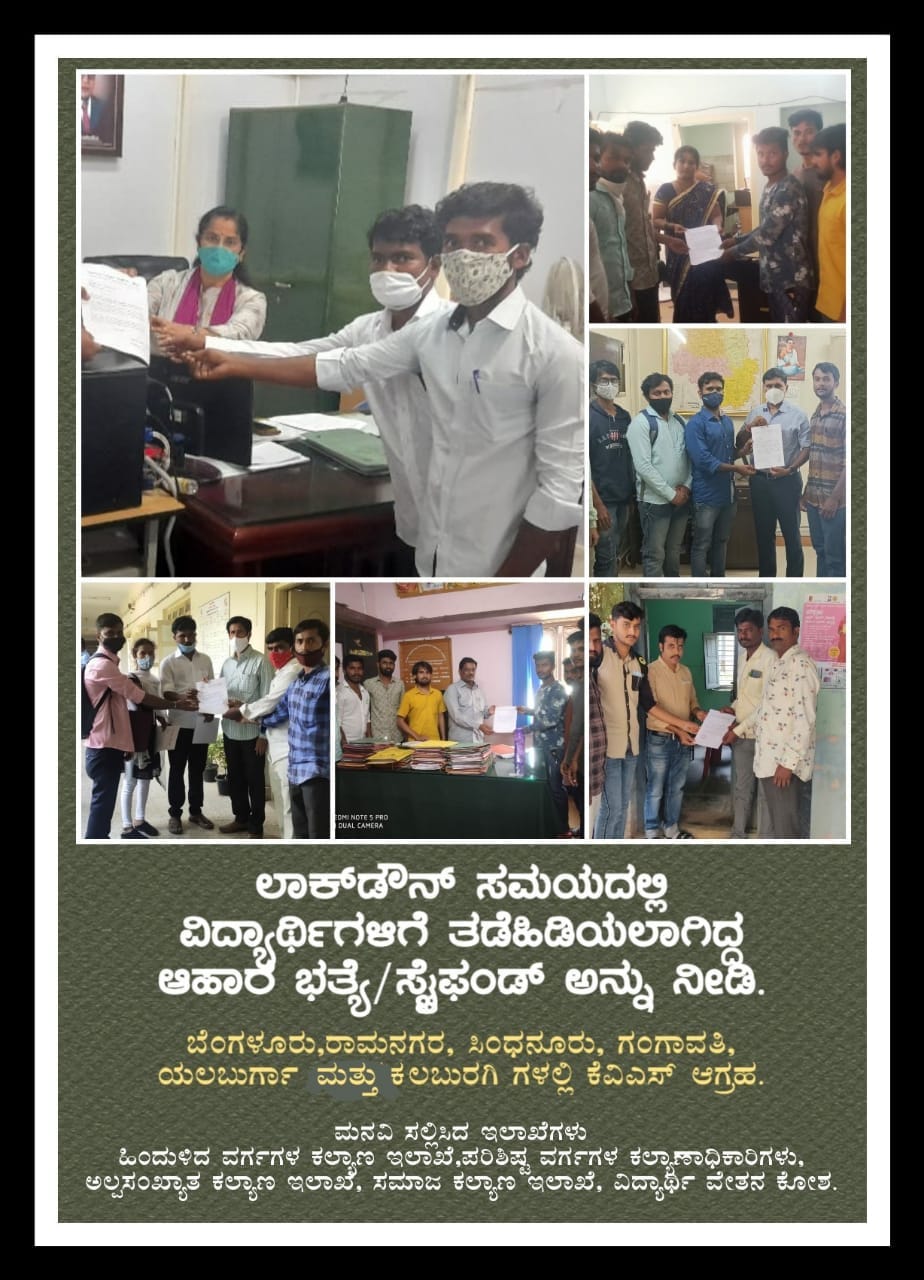 REDMI NOTE 5 PRO
DUAL CAMERA
ಲಾಕ್‌ಡೌನ್ ಸಮಯದಲ್ಲಿ
ವಿದ್ಯಾರ್ಥಿಗಳಿಗೆ ತಡೆಹಿಡಿಯಲಾಗಿದ್ದ
ಆಹಾರ ಭತ್ಯೆ/ಸ್ಟೈಫಂಡ್ ಅನ್ನು ನೀಡಿ.
ಬೆಂಗಳೂರು,ರಾಮನಗರ, ಸಿಂಧನೂರು, ಗಂಗಾವತಿ,
ಯಲಬುರ್ಗಾ ಮತ್ತು ಕಲಬುರಗಿ ಗಳಲ್ಲಿ ಕೆವಿಎಸ್ ಆಗ್ರಹ.
ಮನವಿ ಸಲ್ಲಿಸಿದ ಇಲಾಖೆಗಳು
ಹಿಂದುಳಿದ ವರ್ಗಗಳ ಕಲ್ಯಾಣ ಇಲಾಖೆ,ಪರಿಶಿಷ್ಟ ವರ್ಗಗಳ ಕಲ್ಯಾಣಾಧಿಕಾರಿಗಳು,
ಅಲ್ಪಸಂಖ್ಯಾತ ಕಲ್ಯಾಣ ಇಲಾಖೆ, ಸಮಾಜ ಕಲ್ಯಾಣ ಇಲಾಖೆ, ವಿದ್ಯಾರ್ಥಿ ವೇತನ ಕೋಶ.